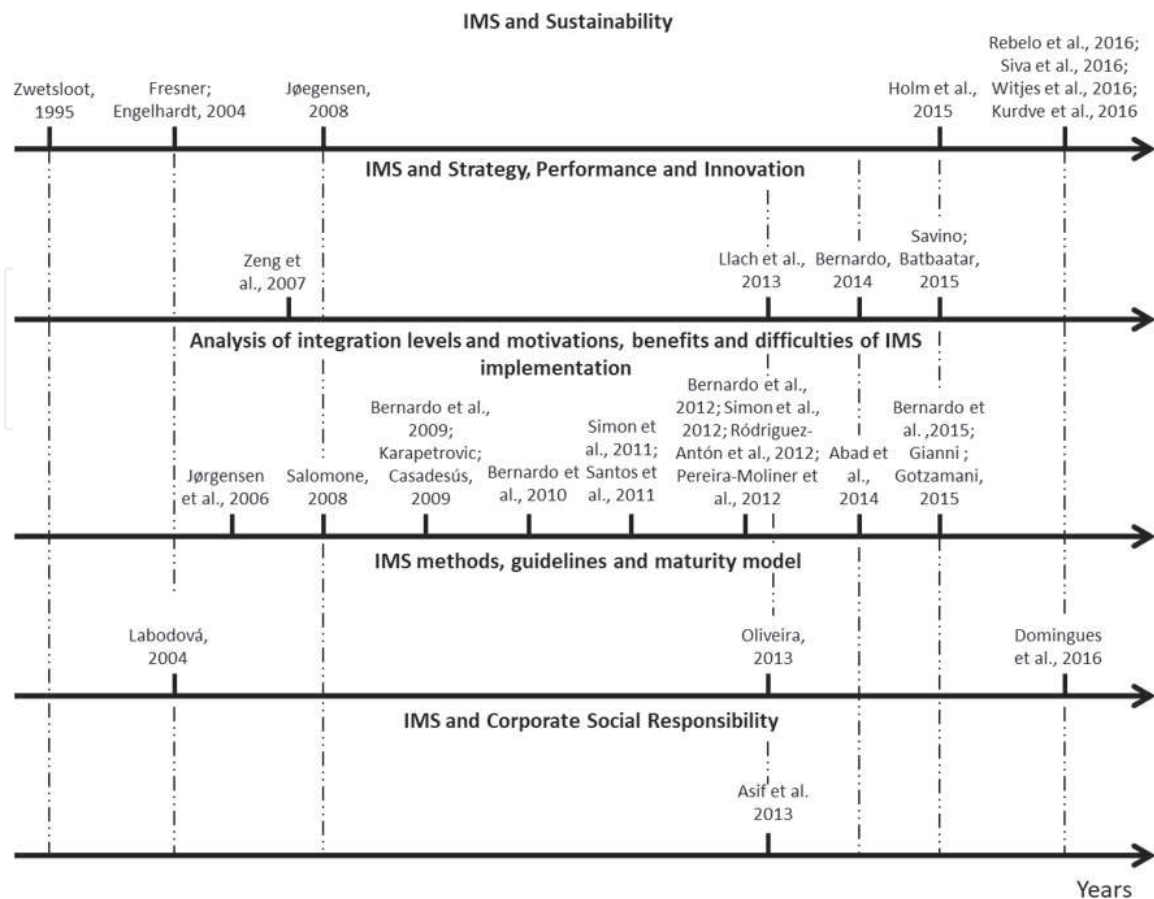 IMS and Sustainability
Zwetsloot,
1995
Fresner;
Engelhardt, 2004
Jøegensen,
2008
Holm et al.,
2015
Rebelo et al., 2016;
Siva et al., 2016;
Witjes et al., 2016;
Kurdve et al., 2016
IMS and Strategy, Performance and Innovation
Zeng et
al., 2007
Llach et al.,
2013
Bernardo,
2014
Savino;
Batbaatar,
2015
Analysis of integration levels and motivations, benefits and difficulties of IMS
implementation
Jørgensen
et al., 2006
Salomone,
2008
Bernardo et al.,
2009;
Karapetrovic;
Casadesús,
2009
Bernardo et
al., 2010
Simon et
al., 2011;
Santos et
al., 2011
Bernardo et al.,
2012; Simon et al.,
2012; Ródriguez-
Antón et al., 2012;
Pereira-Moliner et
al., 2012
Abad et
al.,
2014
Bernardo et
al. ,2015;
Gianni ;
Gotzamani,
2015
IMS methods, guidelines and maturity model
Labodová,
2004
Oliveira,
2013
Domingues
et al., 2016
IMS and Corporate Social Responsibility
Asif et al.
2013
Years